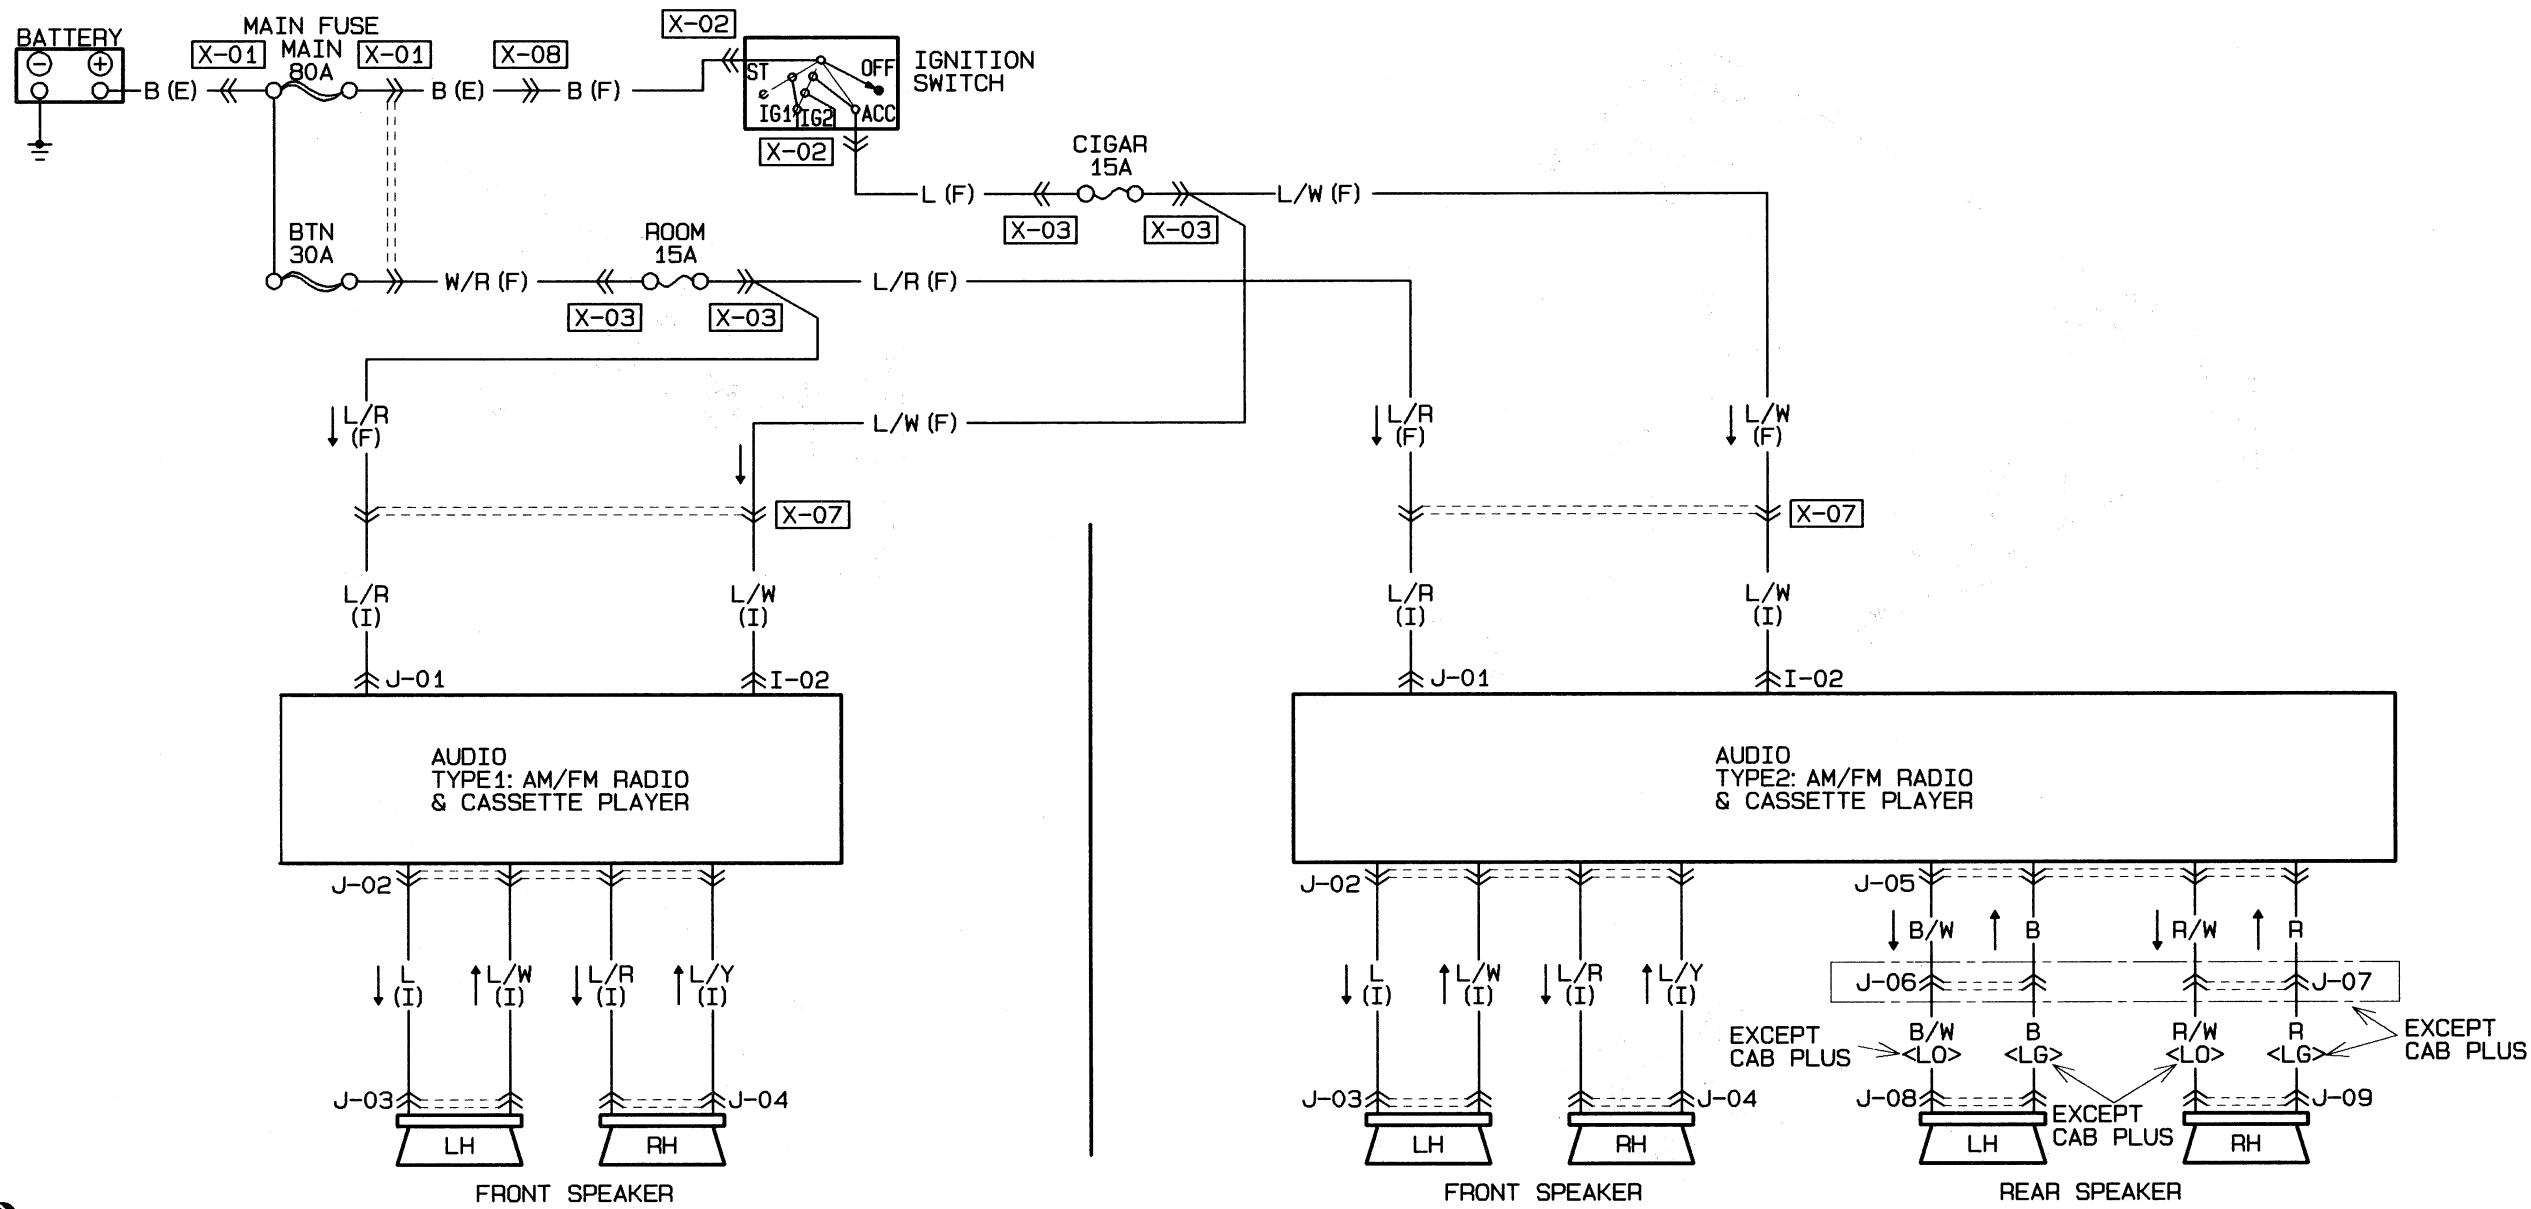 BATTERY
MAIN FUSE
MAIN
80A
X-01
X-01
X-08
X-02
B (E)
B (E)
B (F)
ST
OFF
IG1
IG2
ACC
IGNITION
SWITCH
X-02
CIGAR
15A
L (F)
L/W (F)
X-03
X-03
BTN
30A
ROOM
15A
W/R (F)
L/R (F)
X-03
X-03
L/R
(F)
L/W (F)
L/R
(F)
L/W
(F)
X-07
X-07
L/R
(I)
L/W
(I)
L/R
(I)
L/W
(I)
J-01
I-02
J-01
I-02
AUDIO
TYPE1: AM/FM RADIO
& CASSETTE PLAYER
AUDIO
TYPE2: AM/FM RADIO
& CASSETTE PLAYER
J-02
J-02
J-05
B/W
B
R/W
R
L
(I)
L/W
(I)
L/R
(I)
L/Y
(I)
L
(I)
L/W
(I)
L/R
(I)
L/Y
(I)
J-06
J-07
B/W
<LO>
B
<LG>
R/W
<LO>
R
<LG>
EXCEPT
CAB PLUS
EXCEPT
CAB PLUS
J-03
J-04
J-03
J-04
J-08
J-09
EXCEPT
CAB PLUS
LH
RH
LH
RH
LH
RH
FRONT SPEAKER
FRONT SPEAKER
REAR SPEAKER